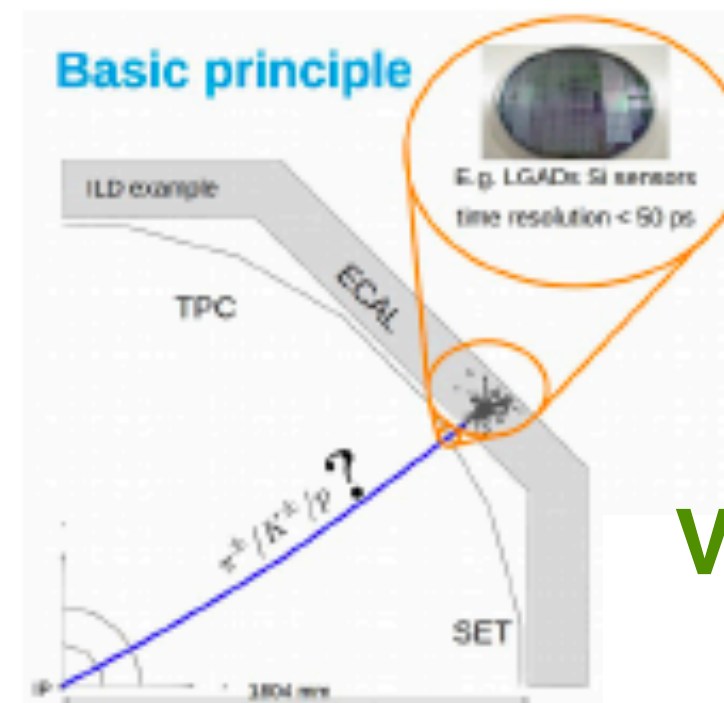 Basic principle
E.g. LGADs Si sensors
time resolution < 50 ps
ILD example
ECAL
TPC
π±/K±/p ?
SET
IP
1804 mm
V